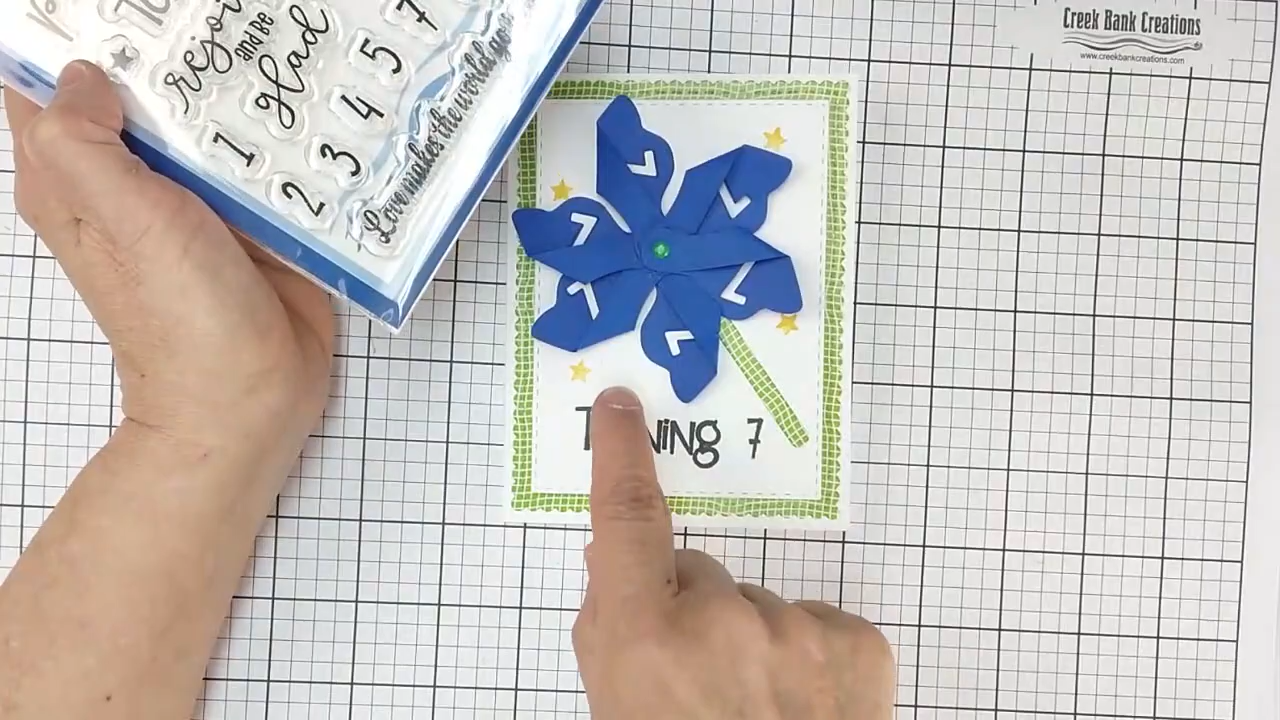 Creek Bank Creations
www.creekbankcreations.com
rejoi
and Be
glad
1
2
3
4
5
7
Love makes the world go
T ning 7